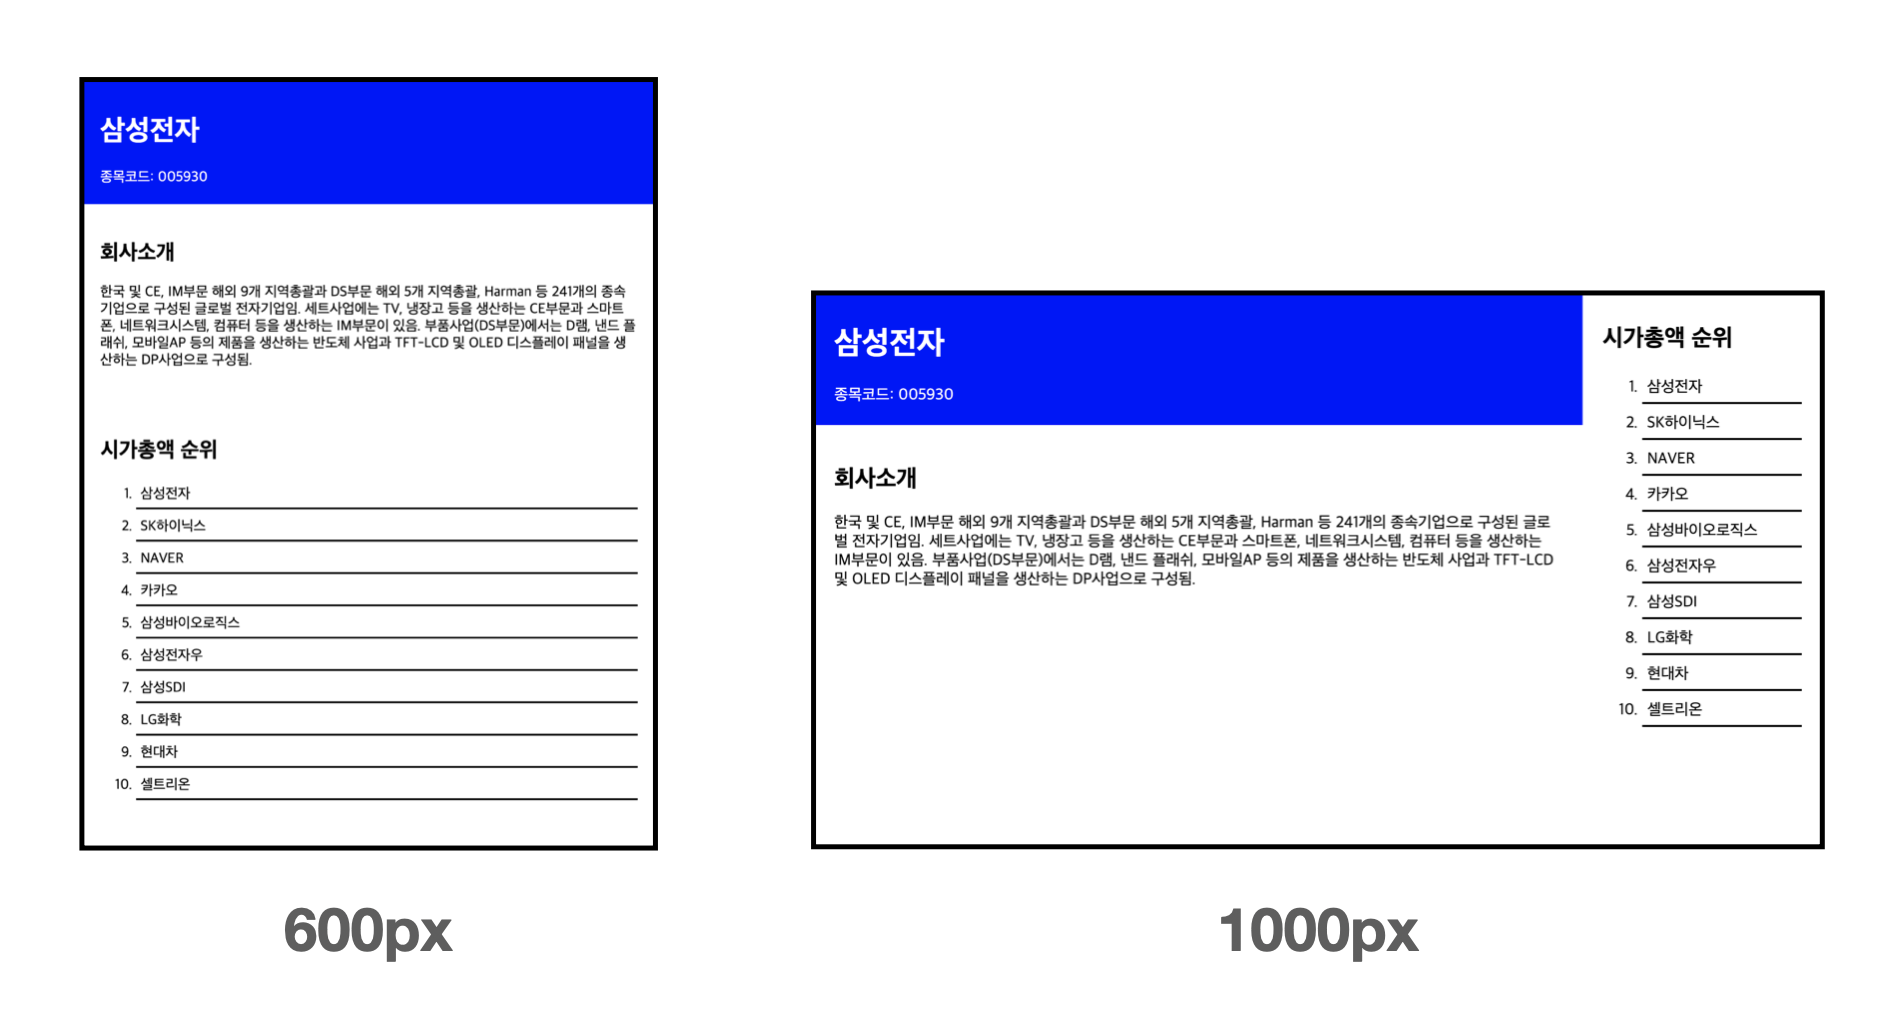 삼성전자
종목코드: 005930
회사소개
한국 및 CE, IM부문 해외 9개 지역총괄과 DS부문 해외 5개 지역총괄, Harman 등 241개의 종속
기업으로 구성된 글로벌 전자기업임. 세트사업에는 TV, 냉장고 등을 생산하는 CE부문과 스마트
폰, 네트워크시스템, 컴퓨터 등을 생산하는 IM부문이 있음. 부품사업(DS부문)에서는 D램, 낸드 플
래쉬, 모바일AP 등의 제품을 생산하는 반도체 사업과 TFT-LCD 및 OLED 디스플레이 패널을 생
산하는 DP사업으로 구성됨.
시가총액 순위
1. 삼성전자
2. SK하이닉스
3. NAVER
4. 카카오
5. 삼성바이오로직스
6. 삼성전자우
7. 삼성SDI
8. LG화학
9. 현대차
10. 셀트리온
600px
삼성전자
종목코드: 005930
회사소개
한국 및 CE, IM부문 해외 9개 지역총괄과 DS부문 해외 5개 지역총괄, Harman 등 241개의 종속기업으로 구성된 글로
벌 전자기업임. 세트사업에는 TV, 냉장고 등을 생산하는 CE부문과 스마트폰, 네트워크시스템, 컴퓨터 등을 생산하는
IM부문이 있음. 부품사업(DS부문)에서는 D램, 낸드 플래쉬, 모바일AP 등의 제품을 생산하는 반도체 사업과 TFT-LCD
및 OLED 디스플레이 패널을 생산하는 DP사업으로 구성됨.
시가총액 순위
1. 삼성전자
2. SK하이닉스
3. NAVER
4. 카카오
5. 삼성바이오로직스
6. 삼성전자우
7. 삼성SDI
8. LG화학
9. 현대차
10. 셀트리온
1000px